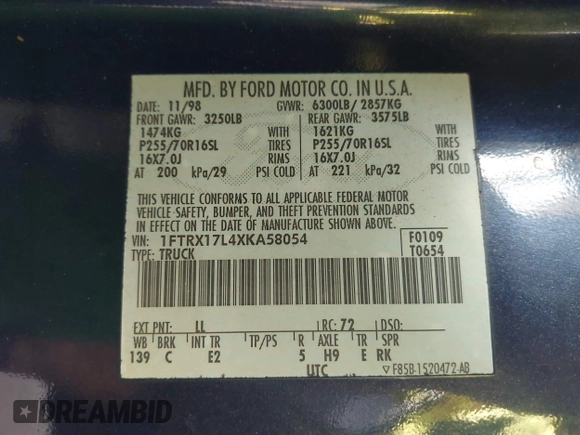 MFD. BY FORD MOTOR CO. IN U.S.A.
DATE: 11/98 GVWR: 6300LB/ 2857KG
FRONT GAWR: 3250LB REAR GAWR: 3575LB
1474KG WITH 1621KG WITH
P255/70R16SL TIRES P255/70R16SL TIRES
16X7.0J RIMS 16X7.0J RIMS
AT 200 kPa/29 PSI COLD AT 221 kPa/32 PSI COLD
THIS VEHICLE CONFORMS TO ALL APPLICABLE FEDERAL MOTOR
VEHICLE SAFETY, BUMPER, AND THEFT PREVENTION STANDARDS
IN EFFECT ON THE DATE OF MANUFACTURE SHOWN ABOVE.
VIN: 1FTRX17L4XKA58054 F0109
TYPE: TRUCK T0654
EXT PNT: LL RC: 72 DSO:
WB BRK INT TR TP/PS R AXLE TR SPR
139 C E2 5 H9 E RK
UTC F85B-1520472-AB
DREAMBID